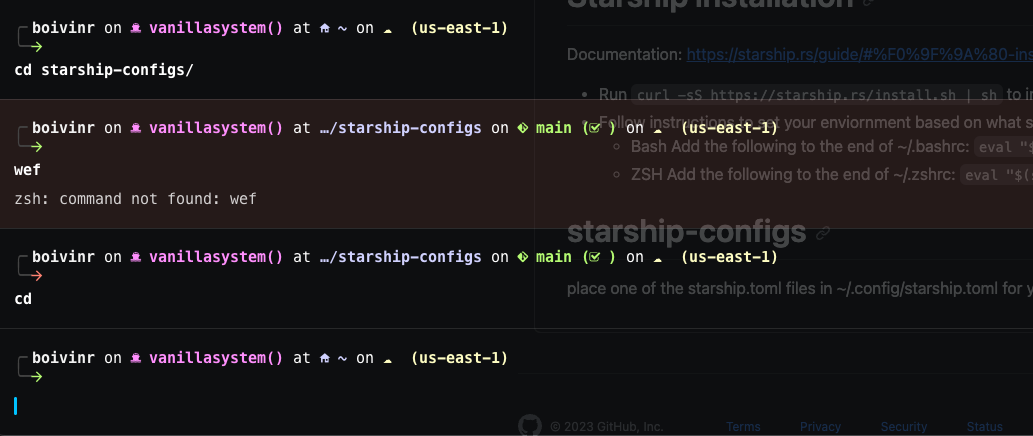 boivinr on vanillasystem() at ~ on (us-east-1)
→
cd starship-configs/
boivinr on vanillasystem() at …/starship-configs on main ( ) on (us-east-1)
→
wef
zsh: command not found: wef
boivinr on vanillasystem() at …/starship-configs on main ( ) on (us-east-1)
→
cd
boivinr on vanillasystem() at ~ on (us-east-1)
→
Starship Installation
Documentation: https://starship.rs/guide/#%F0%9F%9A%80-ins
• Run curl -sS https://starship.rs/install.sh | sh to in
• Follow instructions to set your enviornment based on what s
Bash Add the following to the end of ~/.bashrc: eval "$
ZSH Add the following to the end of ~/.zshrc: eval "$(s
starship-configs
place one of the starship.toml files in ~/.config/starship.toml for y
© 2023 GitHub, Inc. Terms Privacy Security Status